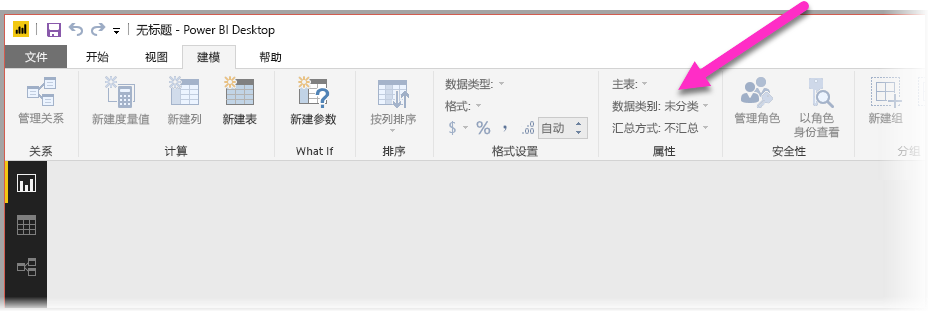 无标题 - Power BI Desktop
文件 开始 视图 建模 帮助
数据类型: 主表:
格式: 数据类别: 未分类
$ % , .00 自动 汇总方式: 不汇总
管理关系 新建度量值 新建列 新建表 新建参数 按列排序 管理角色 以角色 新建组
身份查看
关系 计算 What If 排序 格式设置 属性 安全性 分组